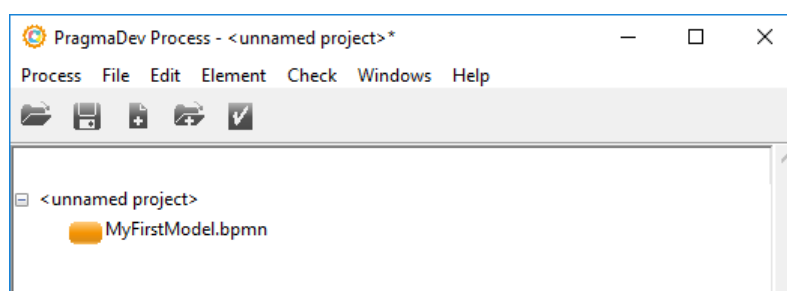 PragmaDev Process - <unnamed project>*
Process File Edit Element Check Windows Help
<unnamed project>
MyFirstModel.bpmn